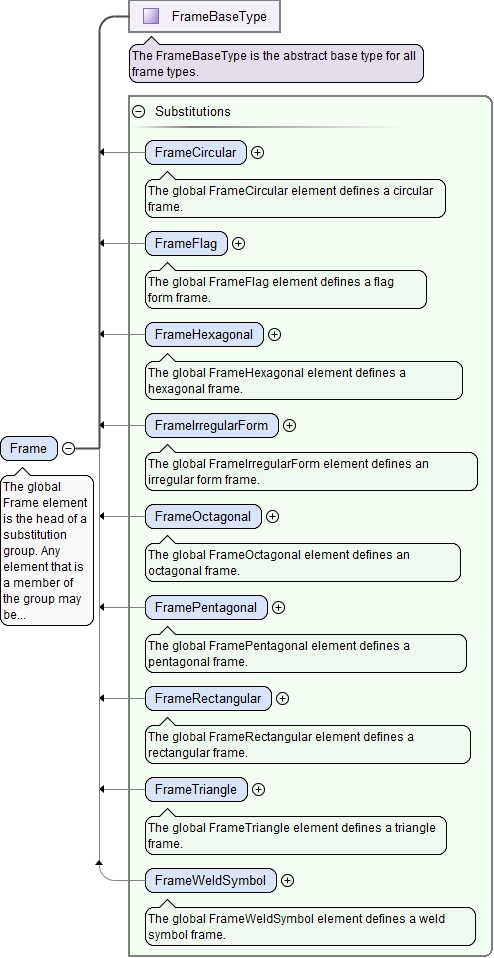 FrameBaseType
The FrameBaseType is the abstract base type for all
frame types.
Substitutions
FrameCircular
The global FrameCircular element defines a circular
frame.
FrameFlag
The global FrameFlag element defines a flag
form frame.
FrameHexagonal
The global FrameHexagonal element defines a
hexagonal frame.
FrameIrregularForm
The global FrameIrregularForm element defines an
irregular form frame.
Frame
The global
Frame element
is the head of a
substitution
group. Any
element that is
a member of
the group may
be...
FrameOctagonal
The global FrameOctagonal element defines an
octagonal frame.
FramePentagonal
The global FramePentagonal element defines a
pentagonal frame.
FrameRectangular
The global FrameRectangular element defines a
rectangular frame.
FrameTriangle
The global FrameTriangle element defines a triangle
frame.
FrameWeldSymbol
The global FrameWeldSymbol element defines a weld
symbol frame.